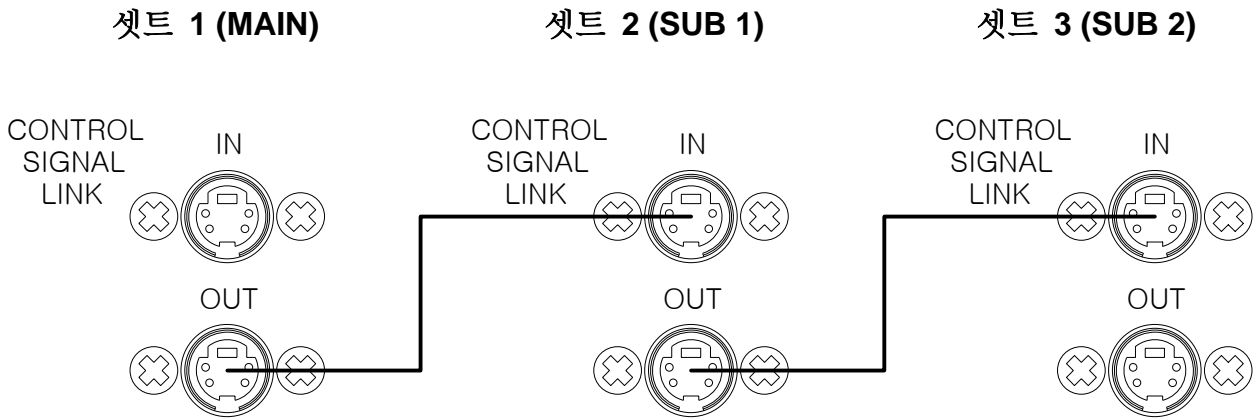 셋트 1 (MAIN)
셋트 2 (SUB 1)
셋트 3 (SUB 2)
CONTROL
SIGNAL
LINK
IN
OUT
CONTROL
SIGNAL
LINK
IN
OUT
CONTROL
SIGNAL
LINK
IN
OUT